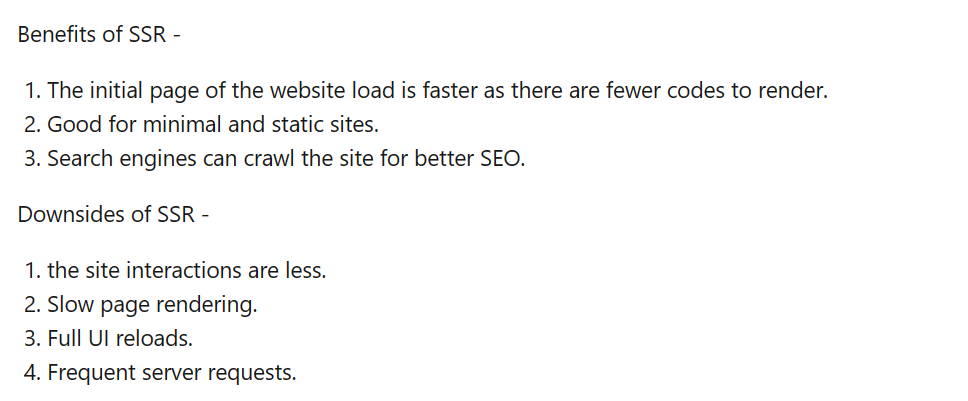 Benefits of SSR -
1. The initial page of the website load is faster as there are fewer codes to render.
2. Good for minimal and static sites.
3. Search engines can crawl the site for better SEO.
Downsides of SSR -
1. the site interactions are less.
2. Slow page rendering.
3. Full UI reloads.
4. Frequent server requests.